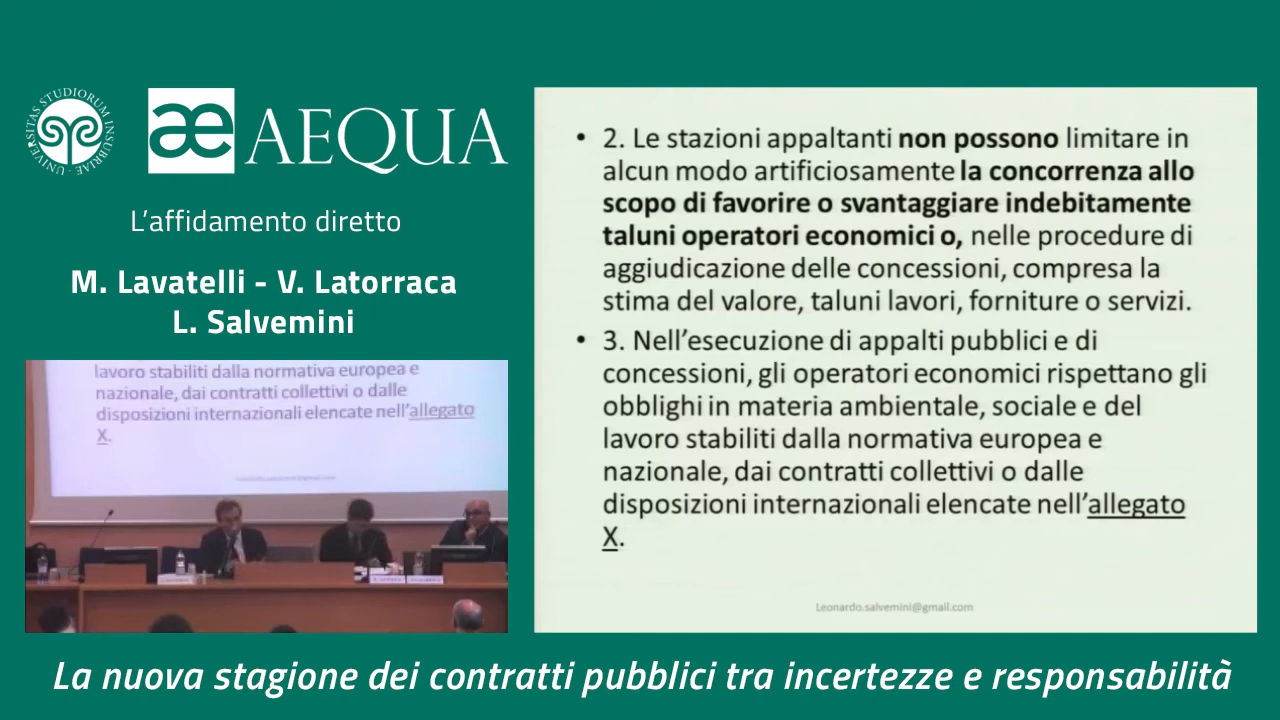 UNIVERSITAS STUDIORUM INSUBRIAE
æ AEQUA
L'affidamento diretto
M. Lavatelli - V. Latorraca
L. Salvemini
lavoro stabiliti dalla normativa europea e
nazionale, dai contratti collettivi o dalle
disposizioni internazionali elencate nell'allegato
X.
• 2. Le stazioni appaltanti non possono limitare in
alcun modo artificiosamente la concorrenza allo
scopo di favorire o svantaggiare indebitamente
taluni operatori economici o, nelle procedure di
aggiudicazione delle concessioni, compresa la
stima del valore, taluni lavori, forniture o servizi.
• 3. Nell'esecuzione di appalti pubblici e di
concessioni, gli operatori economici rispettano gli
obblighi in materia ambientale, sociale e del
lavoro stabiliti dalla normativa europea e
nazionale, dai contratti collettivi o dalle
disposizioni internazionali elencate nell'allegato
X.
Leonardo.salvemini@gmail.com
La nuova stagione dei contratti pubblici tra incertezze e responsabilità